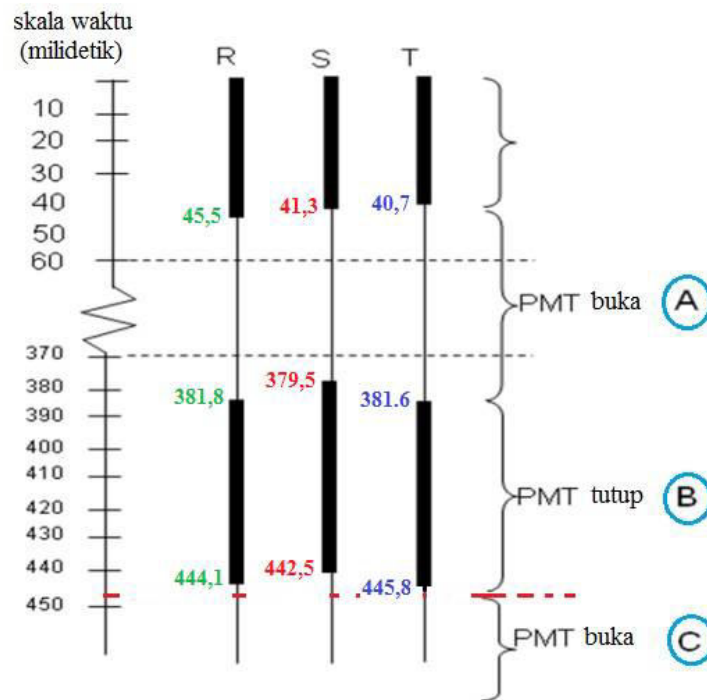 skala waktu
(milidetik)
R S T
10
20
30
40
50
60
45,5 41,3 40,7
PMT buka A
370
380
390
400
410
420
430
440
450
381,8 379,5 381.6
PMT tutup B
444,1 442,5 445,8
PMT buka C